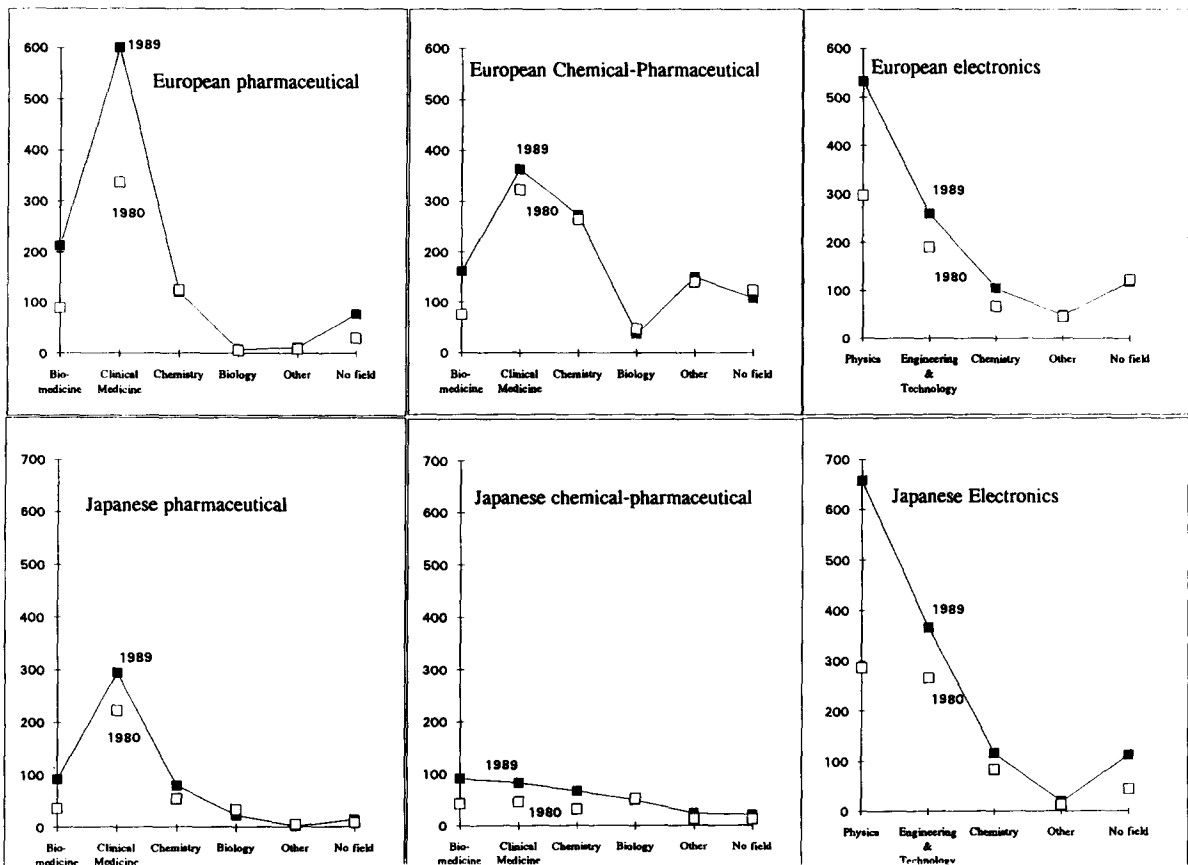 European pharmaceutical
1989
1980
600
500
400
300
200
100
0
Bio-
medicine
Clinical
Medicine
Chemistry
Biology
Other
No field
European Chemical-Pharmaceutical
1989
1980
600
500
400
300
200
100
0
Bio-
medicine
Clinical
Medicine
Chemistry
Biology
Other
No field
European electronics
1989
1980
600
500
400
300
200
100
0
Physics
Engineering
&
Technology
Chemistry
Other
No field
Japanese pharmaceutical
1989
1980
700
600
500
400
300
200
100
0
Bio-
medicine
Clinical
Medicine
Chemistry
Biology
Other
No field
Japanese chemical-pharmaceutical
1989
1980
700
600
500
400
300
200
100
0
Bio-
medicine
Clinical
Medicine
Chemistry
Biology
Other
No field
Japanese Electronics
1989
1980
700
600
500
400
300
200
100
0
Physics
Engineering
&
Technology
Chemistry
Other
No field